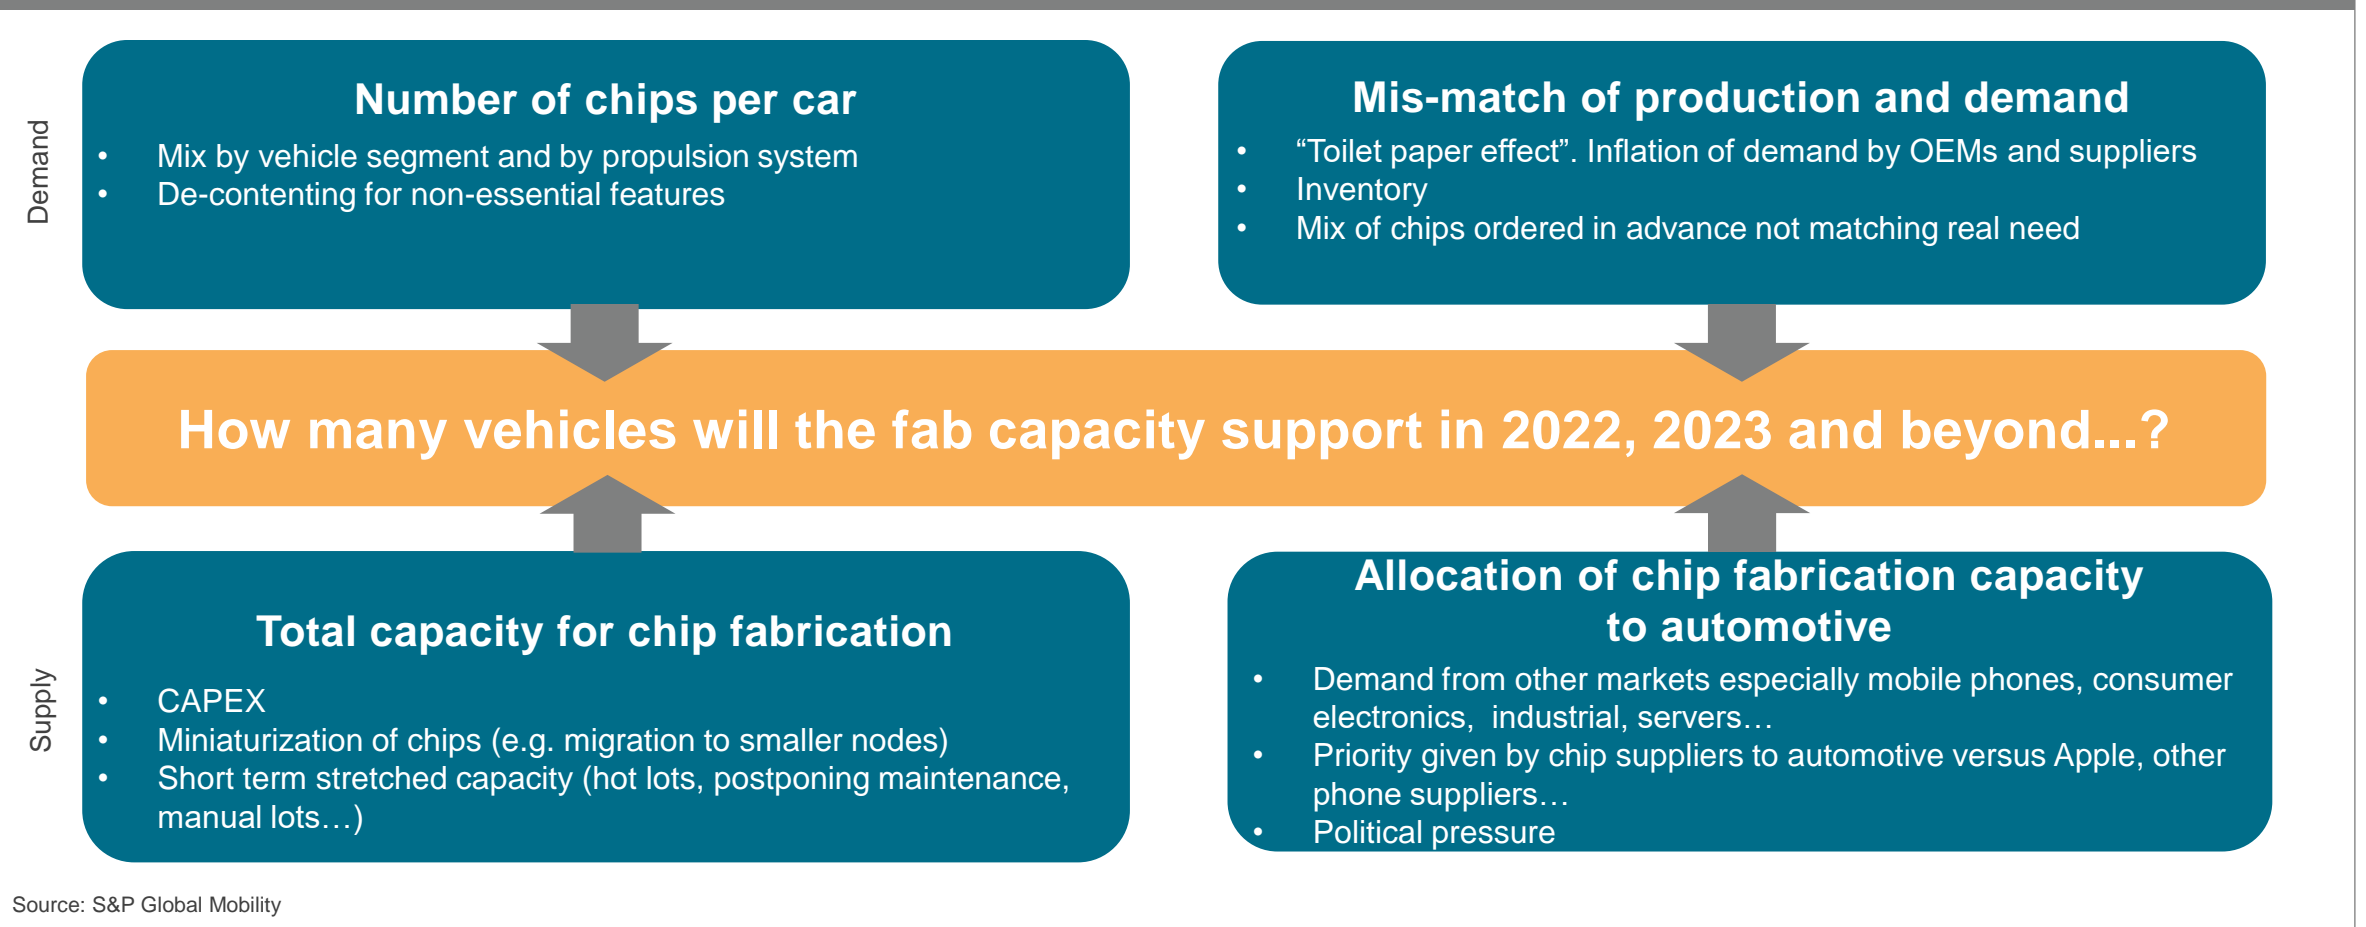 Demand
Number of chips per car
• Mix by vehicle segment and by propulsion system
• De-contenting for non-essential features
Mis-match of production and demand
• “Toilet paper effect”. Inflation of demand by OEMs and suppliers
• Inventory
• Mix of chips ordered in advance not matching real need
How many vehicles will the fab capacity support in 2022, 2023 and beyond...?
Supply
Total capacity for chip fabrication
• CAPEX
• Miniaturization of chips (e.g. migration to smaller nodes)
• Short term stretched capacity (hot lots, postponing maintenance,
manual lots…)
Allocation of chip fabrication capacity
to automotive
• Demand from other markets especially mobile phones, consumer
electronics,  industrial, servers…
• Priority given by chip suppliers to automotive versus Apple, other
phone suppliers…
• Political pressure
Source: S&P Global Mobility